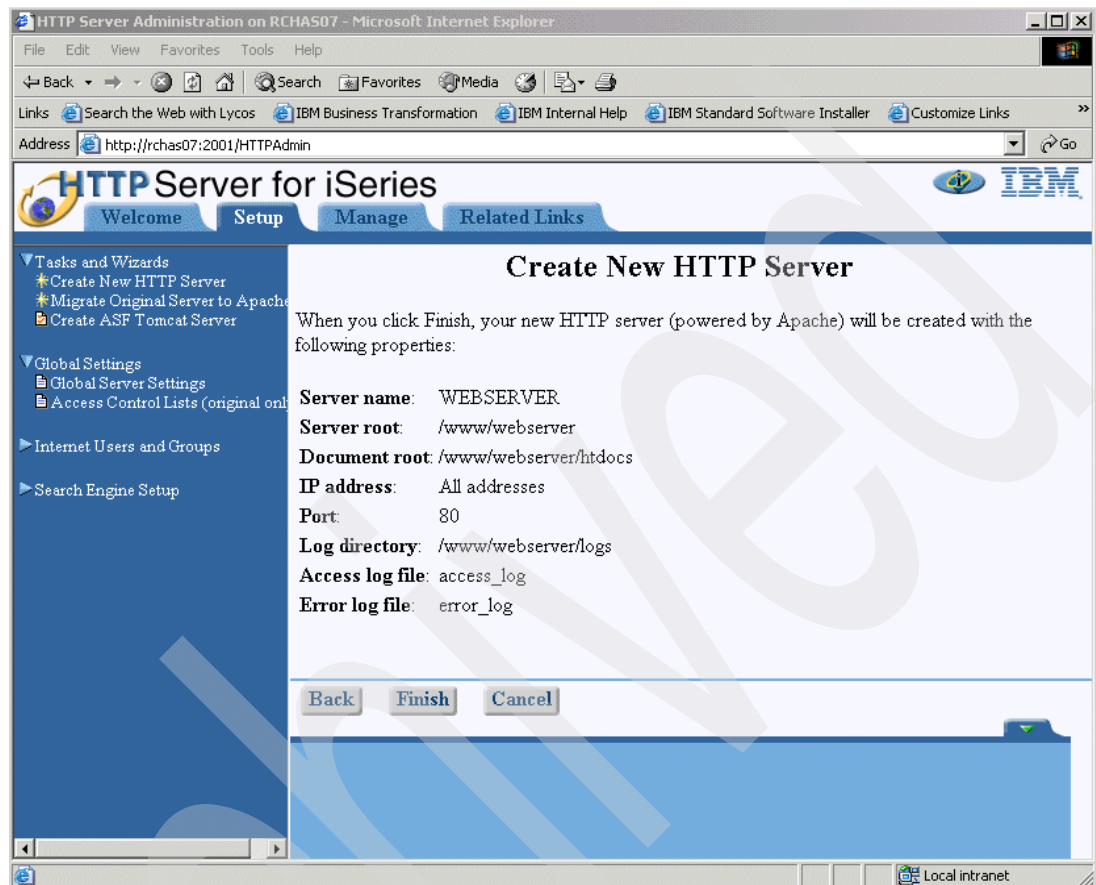 HTTP Server Administration on RCHAS07 - Microsoft Internet Explorer
File Edit View Favorites Tools Help
Back Search Favorites Media
Links Search the Web with Lycos IBM Business Transformation IBM Internal Help IBM Standard Software Installer Customize Links »
Address http://rchas07:2001/HTTPAdmin Go
HTTP Server for iSeries IBM
Welcome Setup Manage Related Links
Tasks and Wizards
Create New HTTP Server
Migrate Original Server to Apache
Create ASF Tomcat Server
Global Settings
Global Server Settings
Access Control Lists (original only
Internet Users and Groups
Search Engine Setup
Create New HTTP Server
When you click Finish, your new HTTP server (powered by Apache) will be created with the
following properties:
Server name: WEBSERVER
Server root: /www/webserver
Document root: /www/webserver/htdocs
IP address: All addresses
Port: 80
Log directory: /www/webserver/logs
Access log file: access_log
Error log file: error_log
Back Finish Cancel
Local intranet